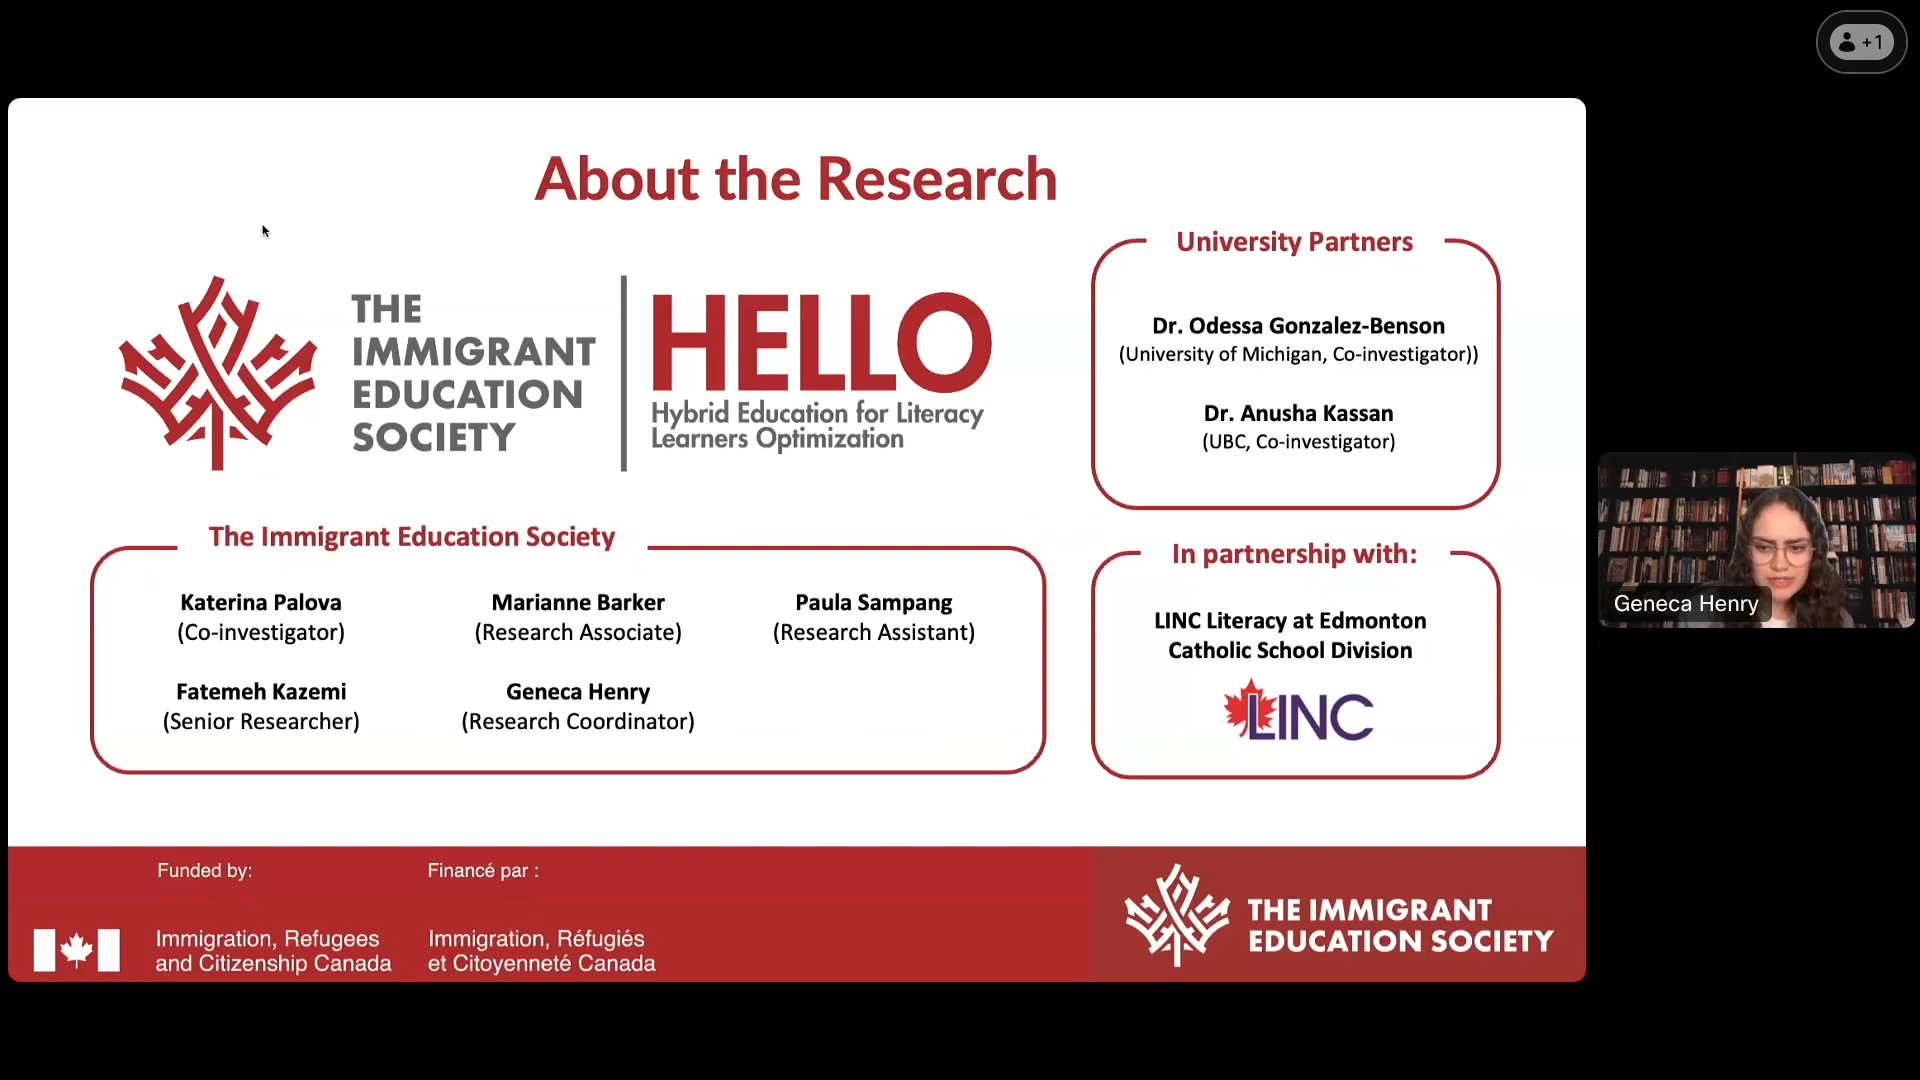 +1
About the Research
THE
IMMIGRANT
EDUCATION
SOCIETY
HELLO
Hybrid Education for Literacy
Learners Optimization
University Partners
Dr. Odessa Gonzalez-Benson
(University of Michigan, Co-investigator))
Dr. Anusha Kassan
(UBC, Co-investigator)
The Immigrant Education Society
Katerina Palova
(Co-investigator)
Marianne Barker
(Research Associate)
Paula Sampang
(Research Assistant)
Fatemeh Kazemi
(Senior Researcher)
Geneca Henry
(Research Coordinator)
In partnership with:
LINC Literacy at Edmonton
Catholic School Division
LINC
Geneca Henry
Funded by:
Immigration, Refugees
and Citizenship Canada
Financé par :
Immigration, Réfugiés
et Citoyenneté Canada
THE IMMIGRANT
EDUCATION SOCIETY